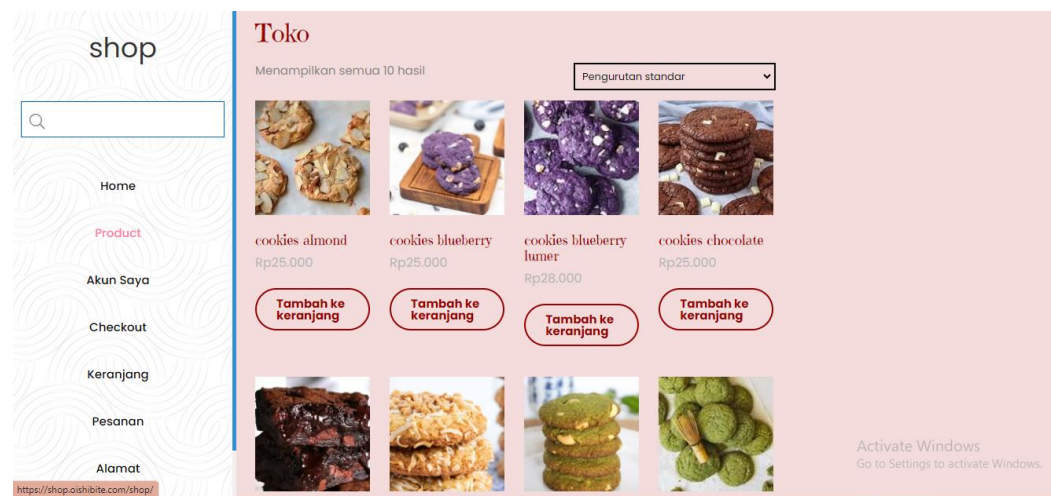 shop
Home
Product
Akun Saya
Checkout
Keranjang
Pesanan
Alamat
https://shop.oishibite.com/shop/
Toko
Menampilkan semua 10 hasil
Pengurutan standar
cookies almond
Rp25.000
Tambah ke
keranjang
cookies blueberry
Rp25.000
Tambah ke
keranjang
cookies blueberry
lumer
Rp28.000
Tambah ke
keranjang
cookies chocolate
Rp25.000
Tambah ke
keranjang
Activate Windows
Go to Settings to activate Windows.